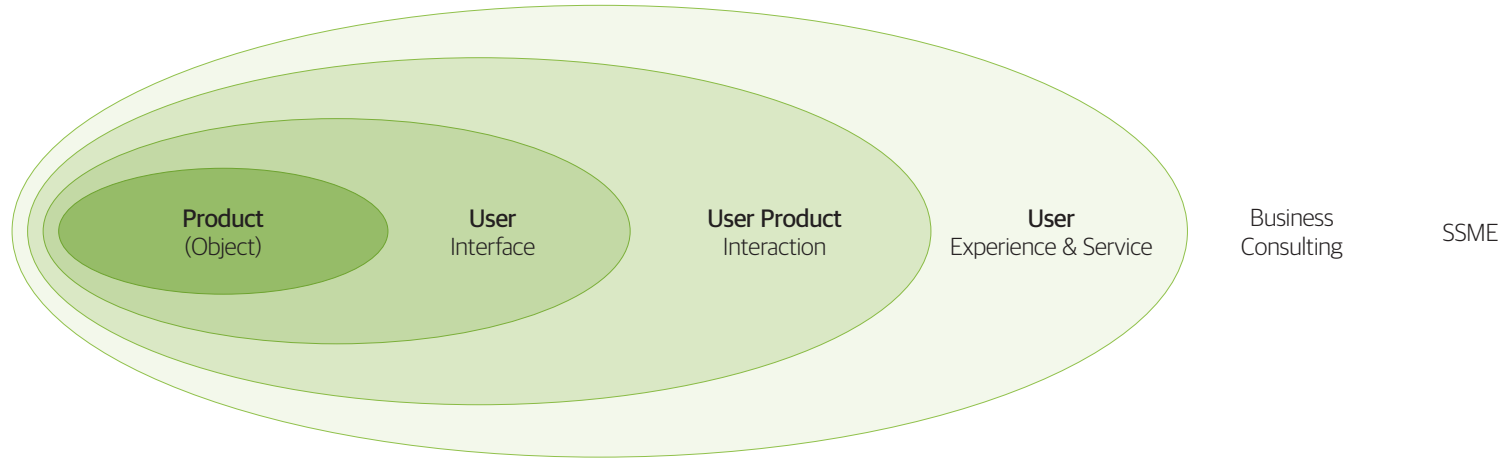 Product
(Object)
User
Interface
User Product
Interaction
User
Experience & Service
Business
Consulting
SSME